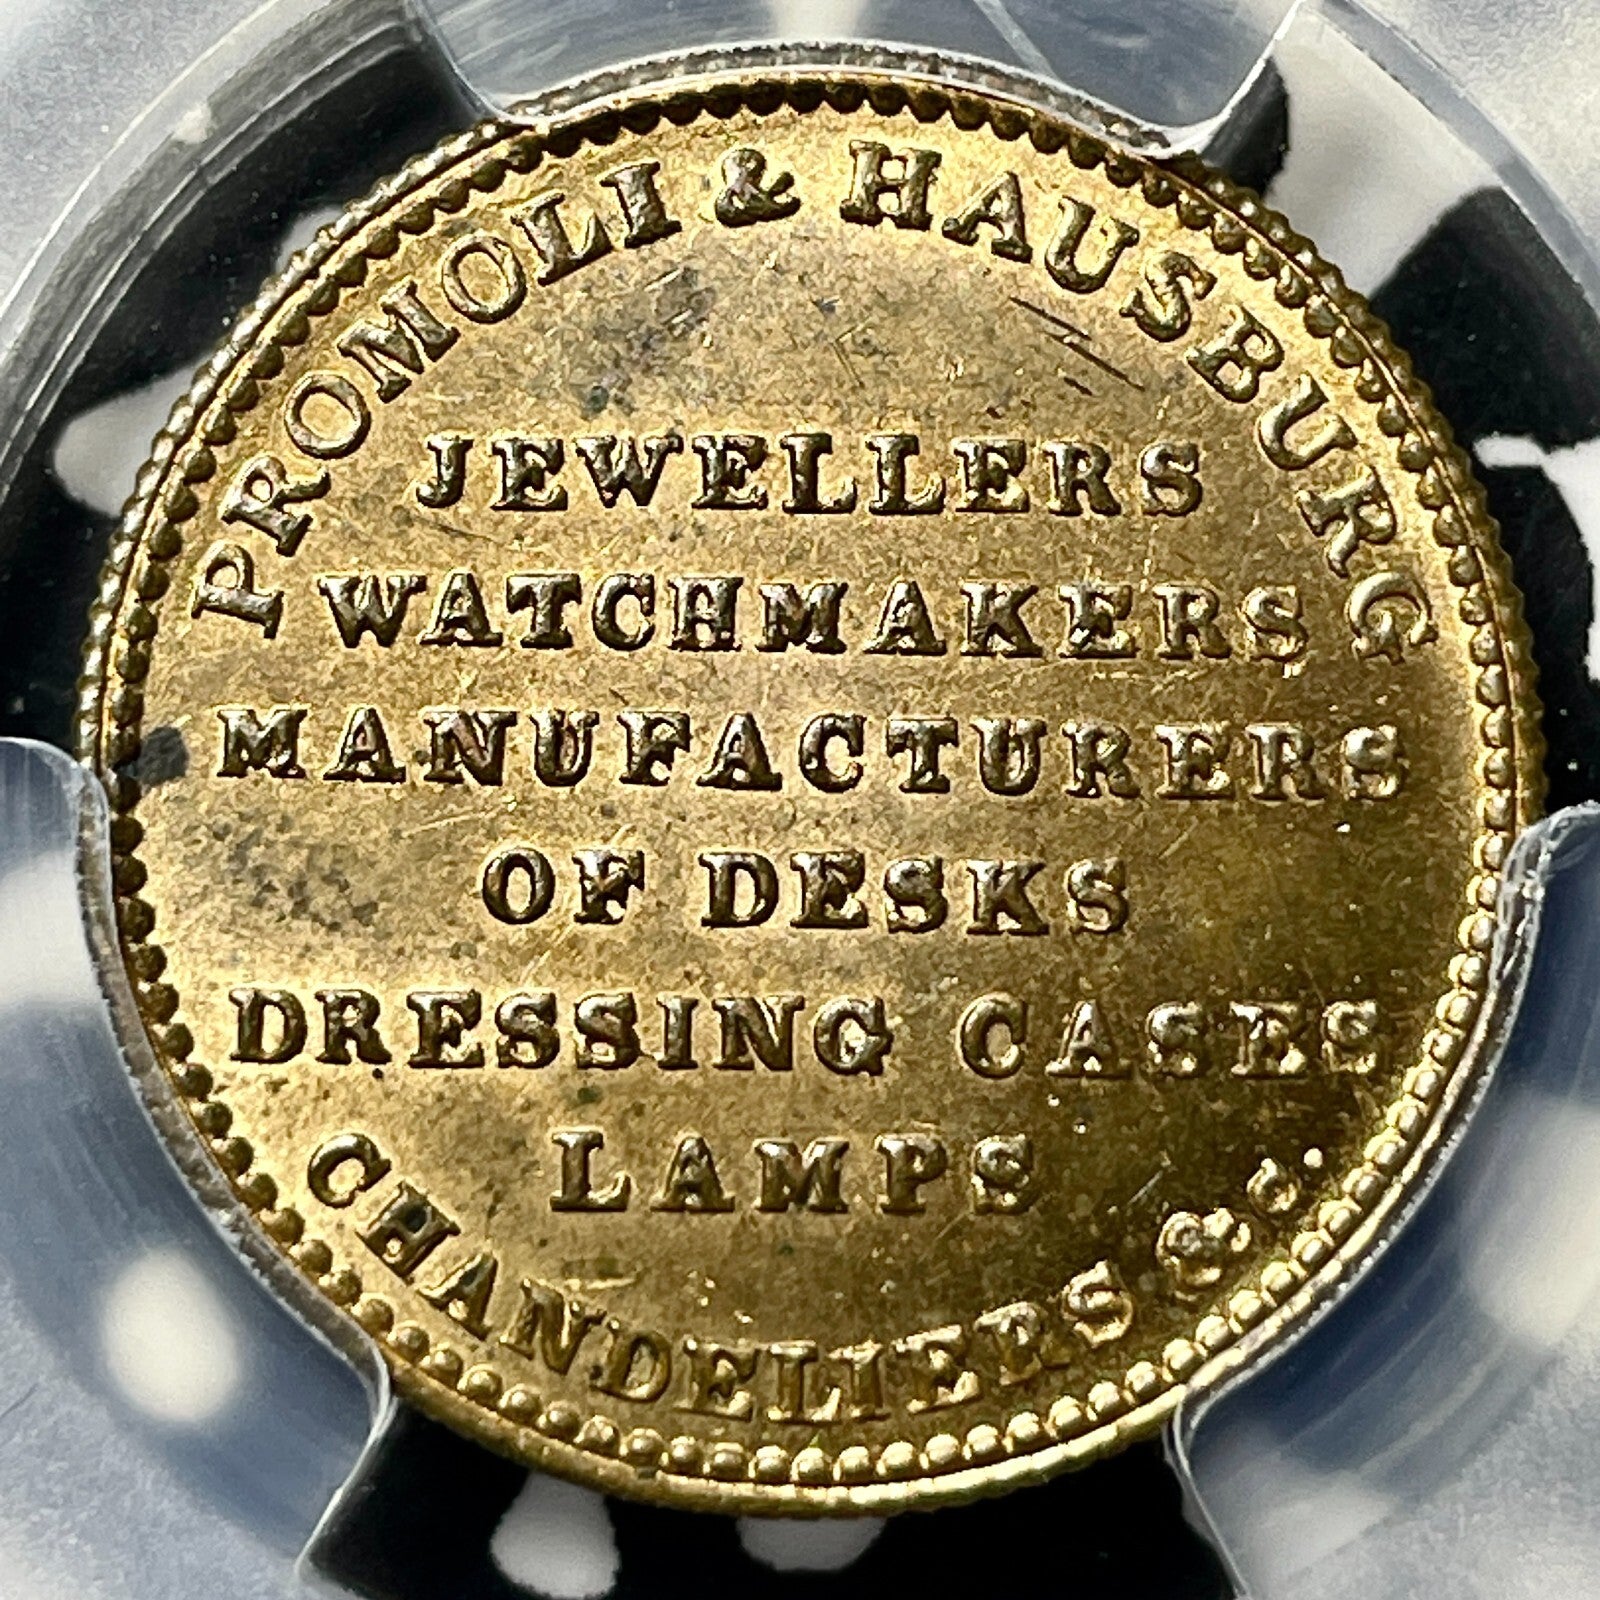 PROMOLI & HAUSBURG
JEWELLERS
WATCHMAKERS
MANUFACTURERS
OF DESKS
DRESSING CASES
LAMPS
CHANDELIERS &c.